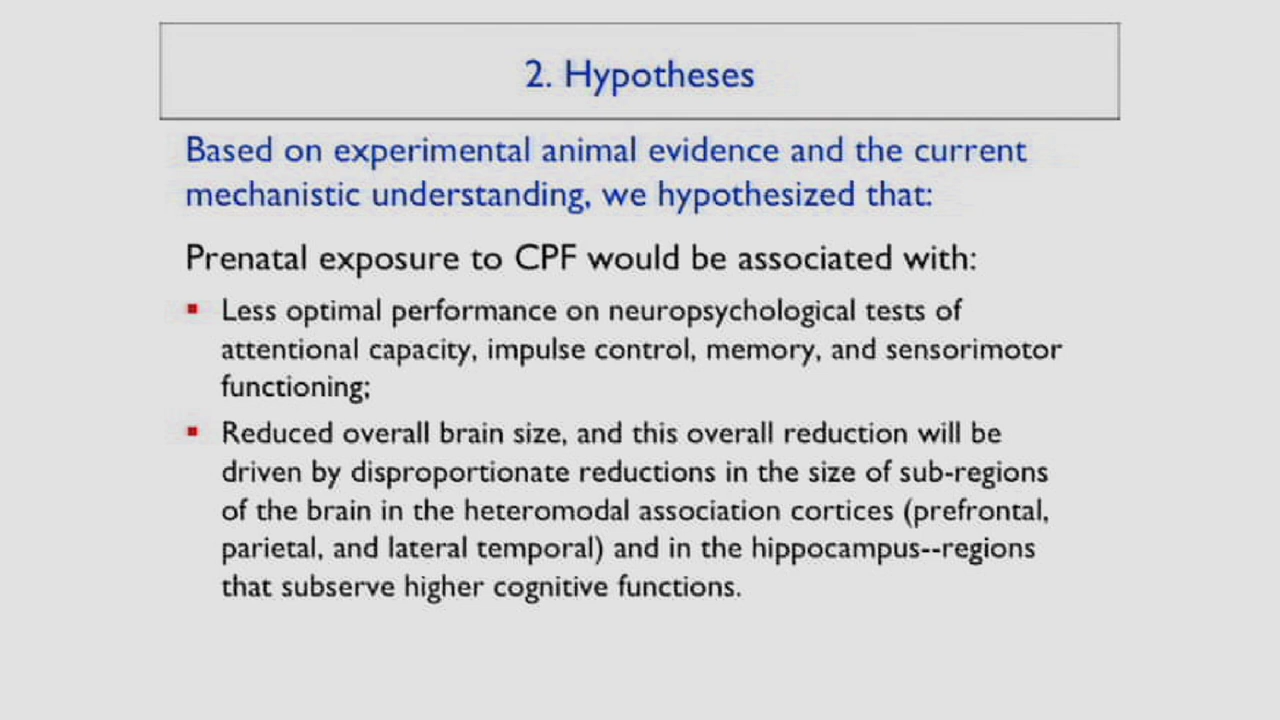 2. Hypotheses
Based on experimental animal evidence and the current
mechanistic understanding, we hypothesized that:
Prenatal exposure to CPF would be associated with:
▪ Less optimal performance on neuropsychological tests of
attentional capacity, impulse control, memory, and sensorimotor
functioning;
▪ Reduced overall brain size, and this overall reduction will be
driven by disproportionate reductions in the size of sub-regions
of the brain in the heteromodal association cortices (prefrontal,
parietal, and lateral temporal) and in the hippocampus--regions
that subserve higher cognitive functions.